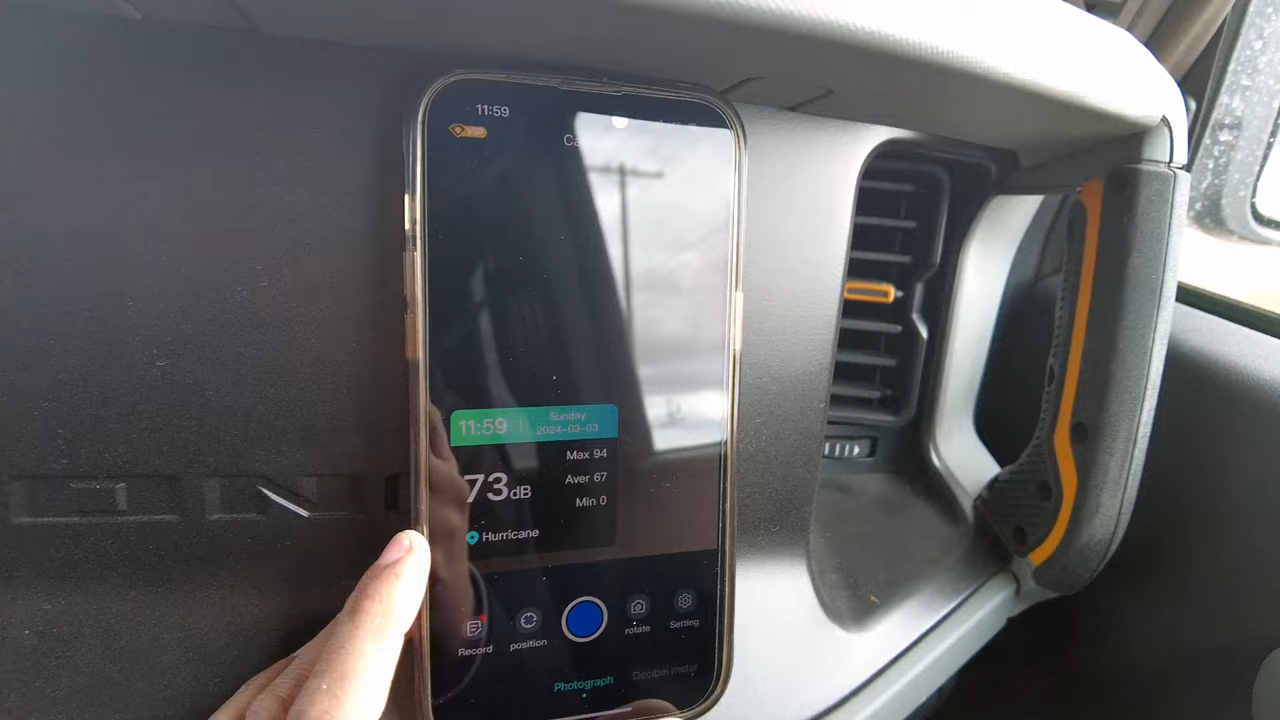 11:59
VIP
Ca
11:59
Sunday
2024-03-03
Max 94
73dB
Aver 67
Min 0
Hurricane
Record
position
rotate
Setting
Photograph
Decibel meter